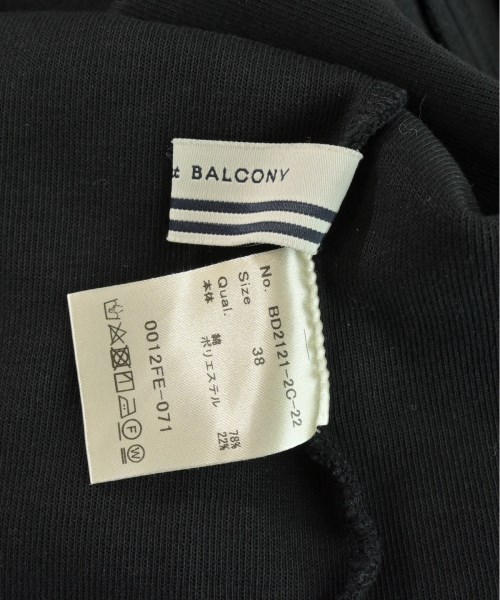 t BALCONY
No. BD2121-2C-22
Size 38
Qual.
本体 綿 78%
ポリエステル 22%
F W
0012FE-071